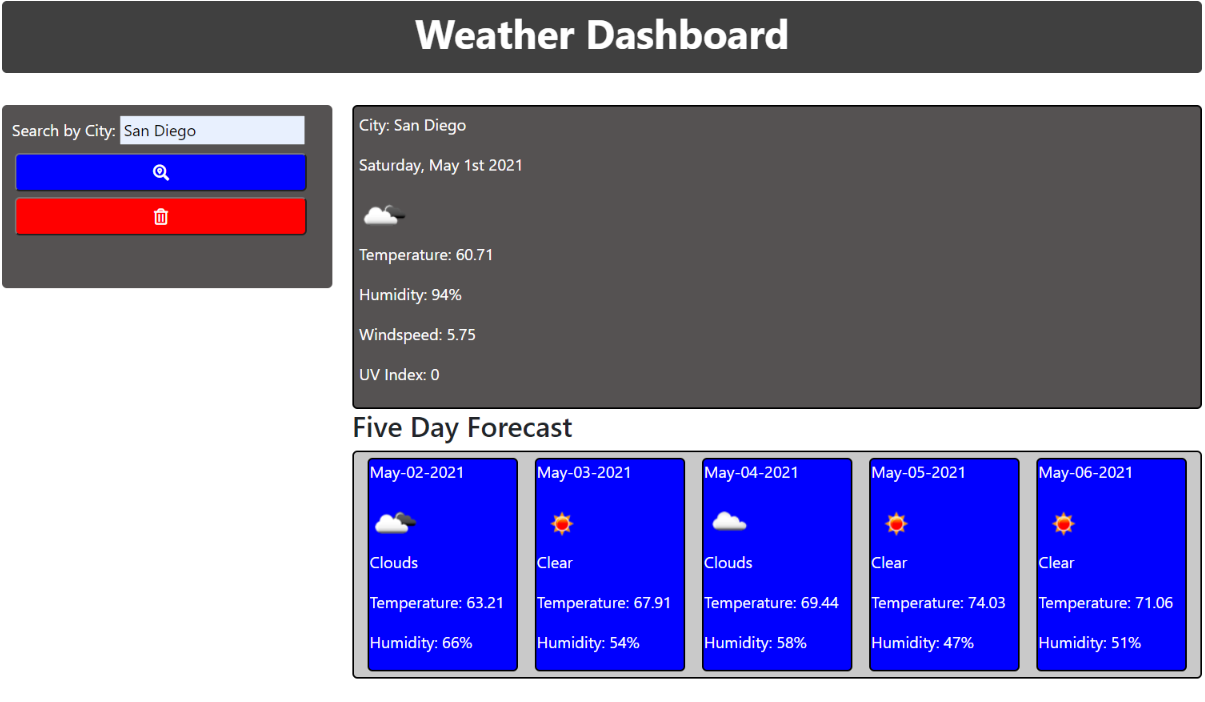 Weather Dashboard
Search by City: San Diego
City: San Diego
Saturday, May 1st 2021
Temperature: 60.71
Humidity: 94%
Windspeed: 5.75
UV Index: 0
Five Day Forecast
May-02-2021
Clouds
Temperature: 63.21
Humidity: 66%
May-03-2021
Clear
Temperature: 67.91
Humidity: 54%
May-04-2021
Clouds
Temperature: 69.44
Humidity: 58%
May-05-2021
Clear
Temperature: 74.03
Humidity: 47%
May-06-2021
Clear
Temperature: 71.06
Humidity: 51%